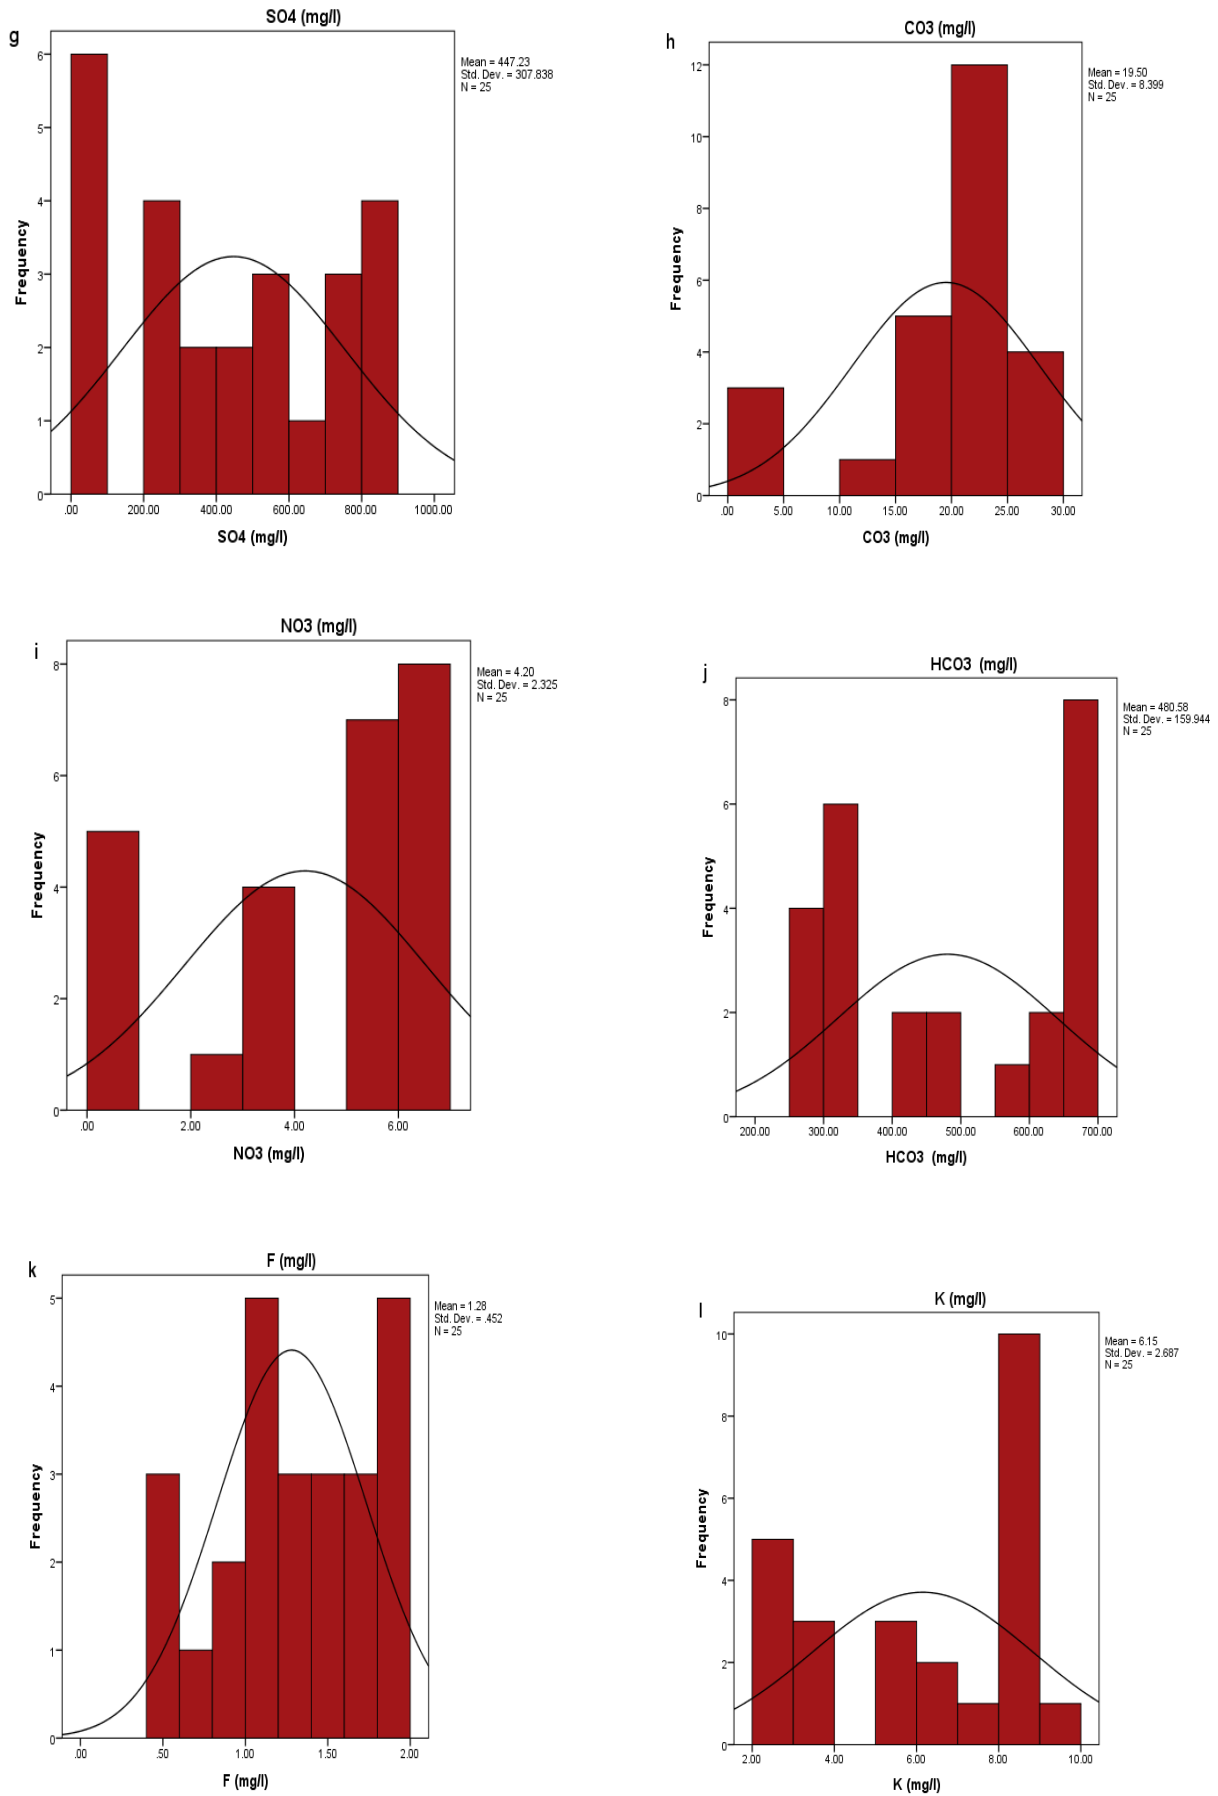 g
SO4 (mg/l)
Mean = 447.23
Std. Dev. = 307.838
N = 25
Frequency
6
5
4
3
2
1
0
.00 200.00 400.00 600.00 800.00 1000.00
SO4 (mg/l)
h
CO3 (mg/l)
Mean = 19.50
Std. Dev. = 8.399
N = 25
Frequency
12
10
8
6
4
2
0
.00 5.00 10.00 15.00 20.00 25.00 30.00
CO3 (mg/l)
i
NO3 (mg/l)
Mean = 4.20
Std. Dev. = 2.325
N = 25
Frequency
8
6
4
2
0
.00 2.00 4.00 6.00
NO3 (mg/l)
j
HCO3 (mg/l)
Mean = 480.58
Std. Dev. = 159.944
N = 25
Frequency
8
6
4
2
0
200.00 300.00 400.00 500.00 600.00 700.00
HCO3 (mg/l)
k
F (mg/l)
Mean = 1.28
Std. Dev. = .452
N = 25
Frequency
5
4
3
2
1
0
.00 .50 1.00 1.50 2.00
F (mg/l)
l
K (mg/l)
Mean = 6.15
Std. Dev. = 2.687
N = 25
Frequency
10
8
6
4
2
0
2.00 4.00 6.00 8.00 10.00
K (mg/l)